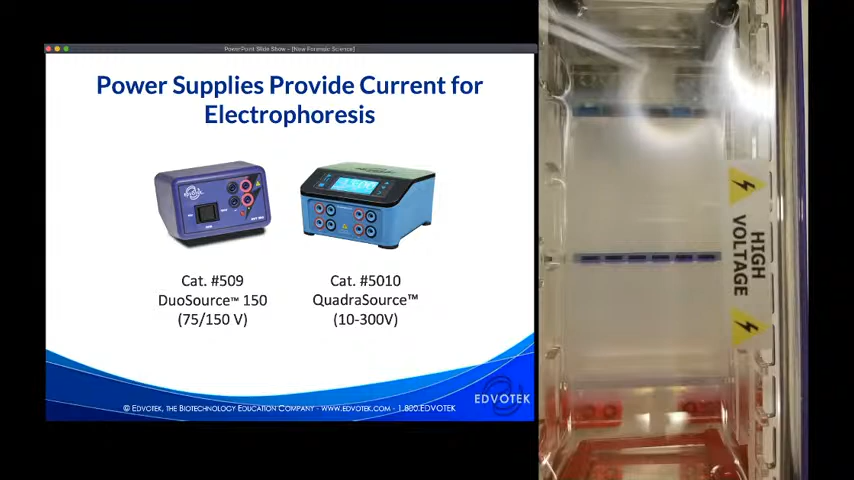 PowerPoint Slide Show - [New Forensic Science]
Power Supplies Provide Current for
Electrophoresis
EDVOTEK
Cat. #509
DuoSource™ 150
(75/150 V)
Cat. #5010
QuadraSource™
(10-300V)
© EDVOTEK, THE BIOTECHNOLOGY EDUCATION COMPANY - WWW.EDVOTEK.COM - 1.800.EDVOTEK
EDVOTEK
HIGH
VOLTAGE